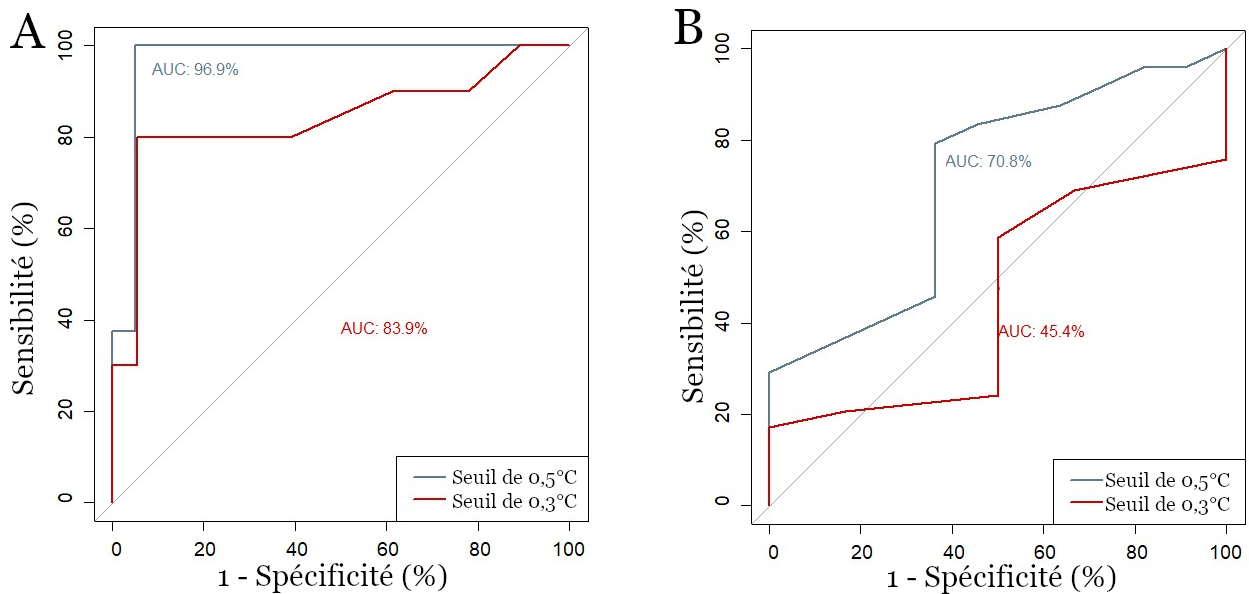 A
Sensibilité (%)
100
80
60
40
20
0
AUC: 96.9%
AUC: 83.9%
Seuil de 0,5°C
Seuil de 0,3°C
0 20 40 60 80 100
1 - Spécificité (%)
B
Sensibilité (%)
100
80
60
40
20
0
AUC: 70.8%
AUC: 45.4%
Seuil de 0,5°C
Seuil de 0,3°C
0 20 40 60 80 100
1 - Spécificité (%)